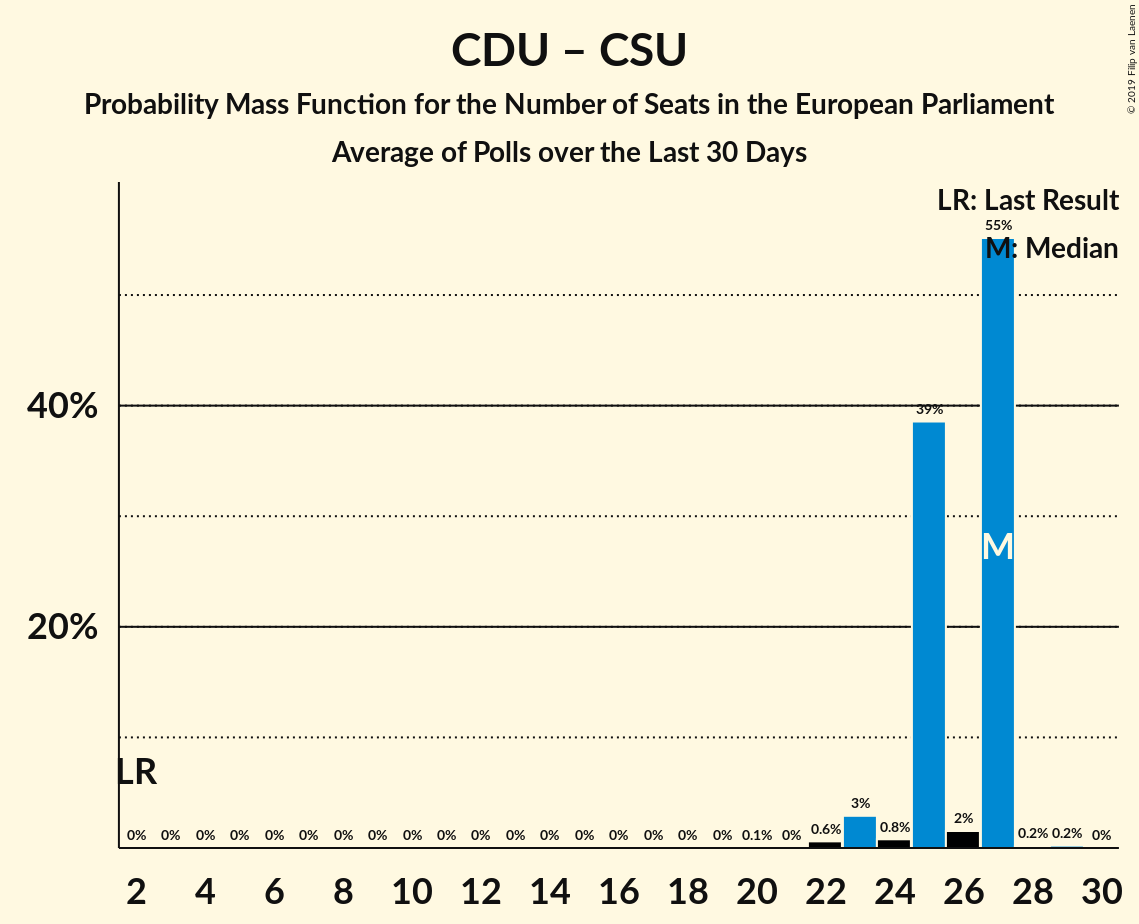 © 2019 Filip van Laenen
CDU – CSU
Probability Mass Function for the Number of Seats in the European Parliament
Average of Polls over the Last 30 Days
LR: Last Result
55%
M: Median
40%
39%
M
20%
LR
0% 0% 0% 0% 0% 0% 0% 0% 0% 0% 0% 0% 0% 0% 0% 0% 0% 0% 0.1% 0% 0.6% 3% 0.8% 2% 0.2% 0.2% 0%
2 4 6 8 10 12 14 16 18 20 22 24 26 28 30